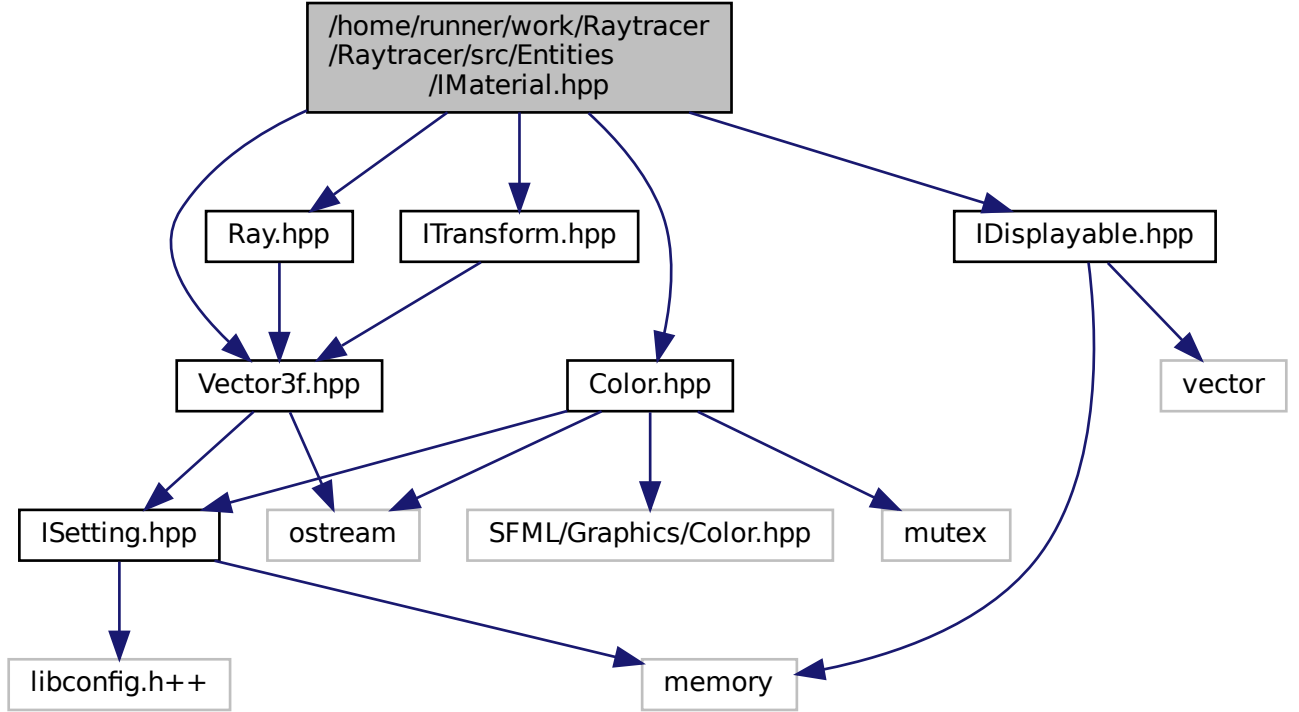 /home/runner/work/Raytracer
/Raytracer/src/Entities
/IMaterial.hpp
Ray.hpp
ITransform.hpp
IDisplayable.hpp
Vector3f.hpp
Color.hpp
vector
ISetting.hpp
ostream
SFML/Graphics/Color.hpp
mutex
libconfig.h++
memory